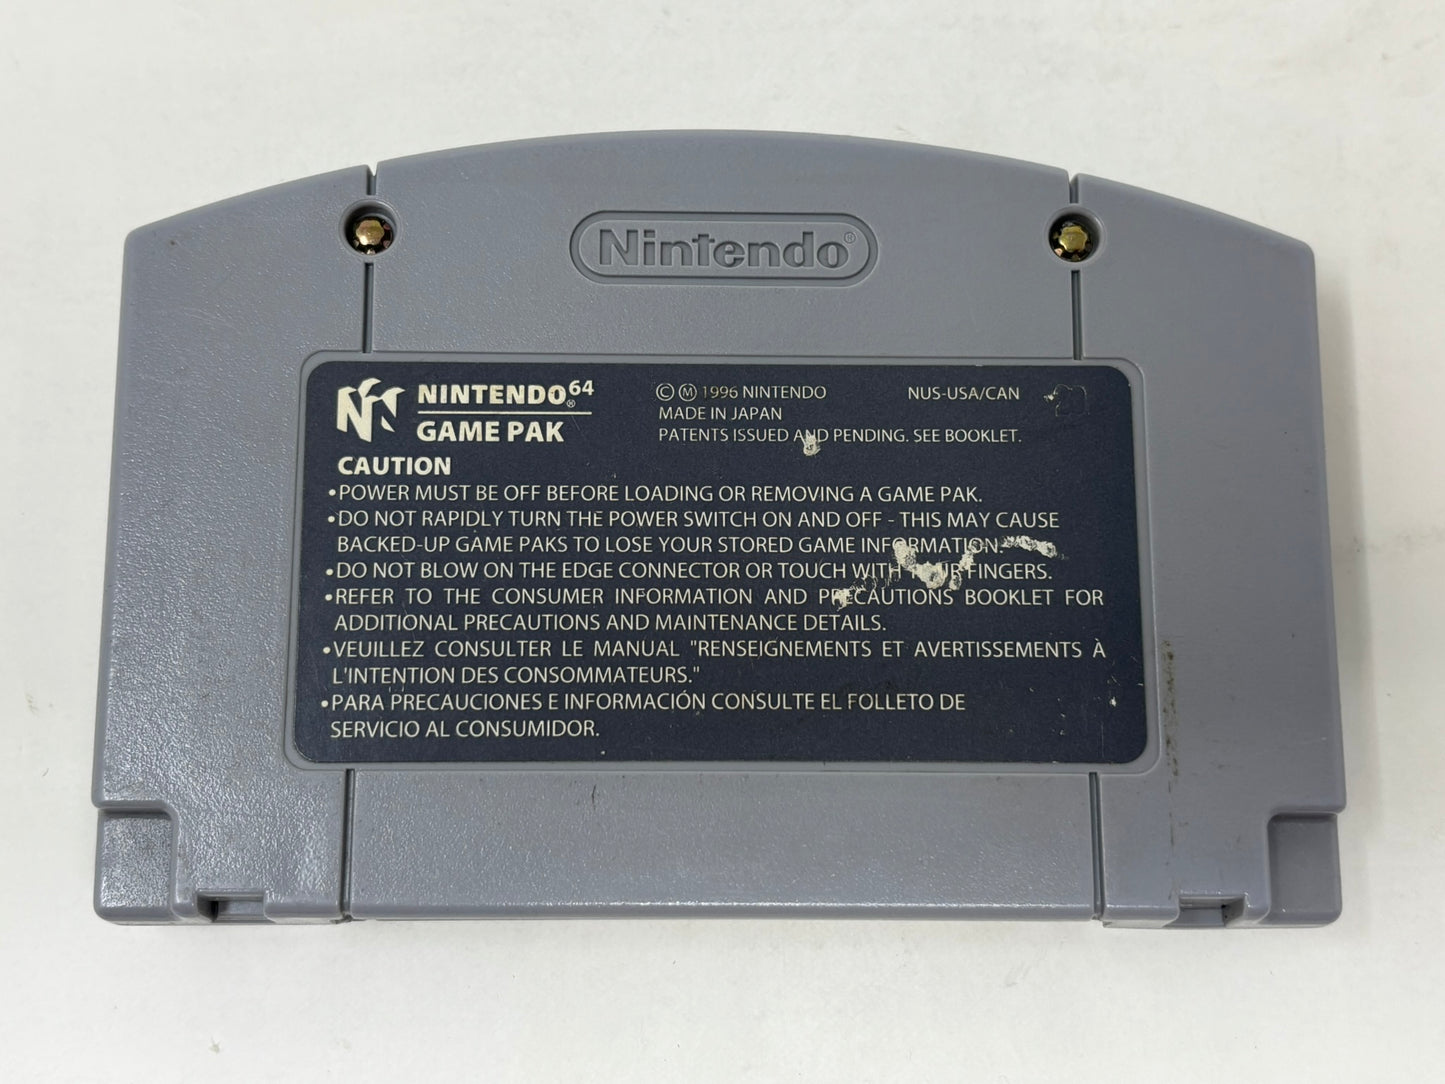 Nintendo®
NINTENDO⁶⁴®
GAME PAK
© Ⓜ 1996 NINTENDO
MADE IN JAPAN
PATENTS ISSUED AND PENDING. SEE BOOKLET.
NUS-USA/CAN
CAUTION
•POWER MUST BE OFF BEFORE LOADING OR REMOVING A GAME PAK.
•DO NOT RAPIDLY TURN THE POWER SWITCH ON AND OFF - THIS MAY CAUSE
BACKED-UP GAME PAKS TO LOSE YOUR STORED GAME INFORMATION.
•DO NOT BLOW ON THE EDGE CONNECTOR OR TOUCH WITH YOUR FINGERS.
•REFER TO THE CONSUMER INFORMATION AND PRECAUTIONS BOOKLET FOR
ADDITIONAL PRECAUTIONS AND MAINTENANCE DETAILS.
•VEUILLEZ CONSULTER LE MANUAL "RENSEIGNEMENTS ET AVERTISSEMENTS À
L'INTENTION DES CONSOMMATEURS."
•PARA PRECAUCIONES E INFORMACIÓN CONSULTE EL FOLLETO DE
SERVICIO AL CONSUMIDOR.